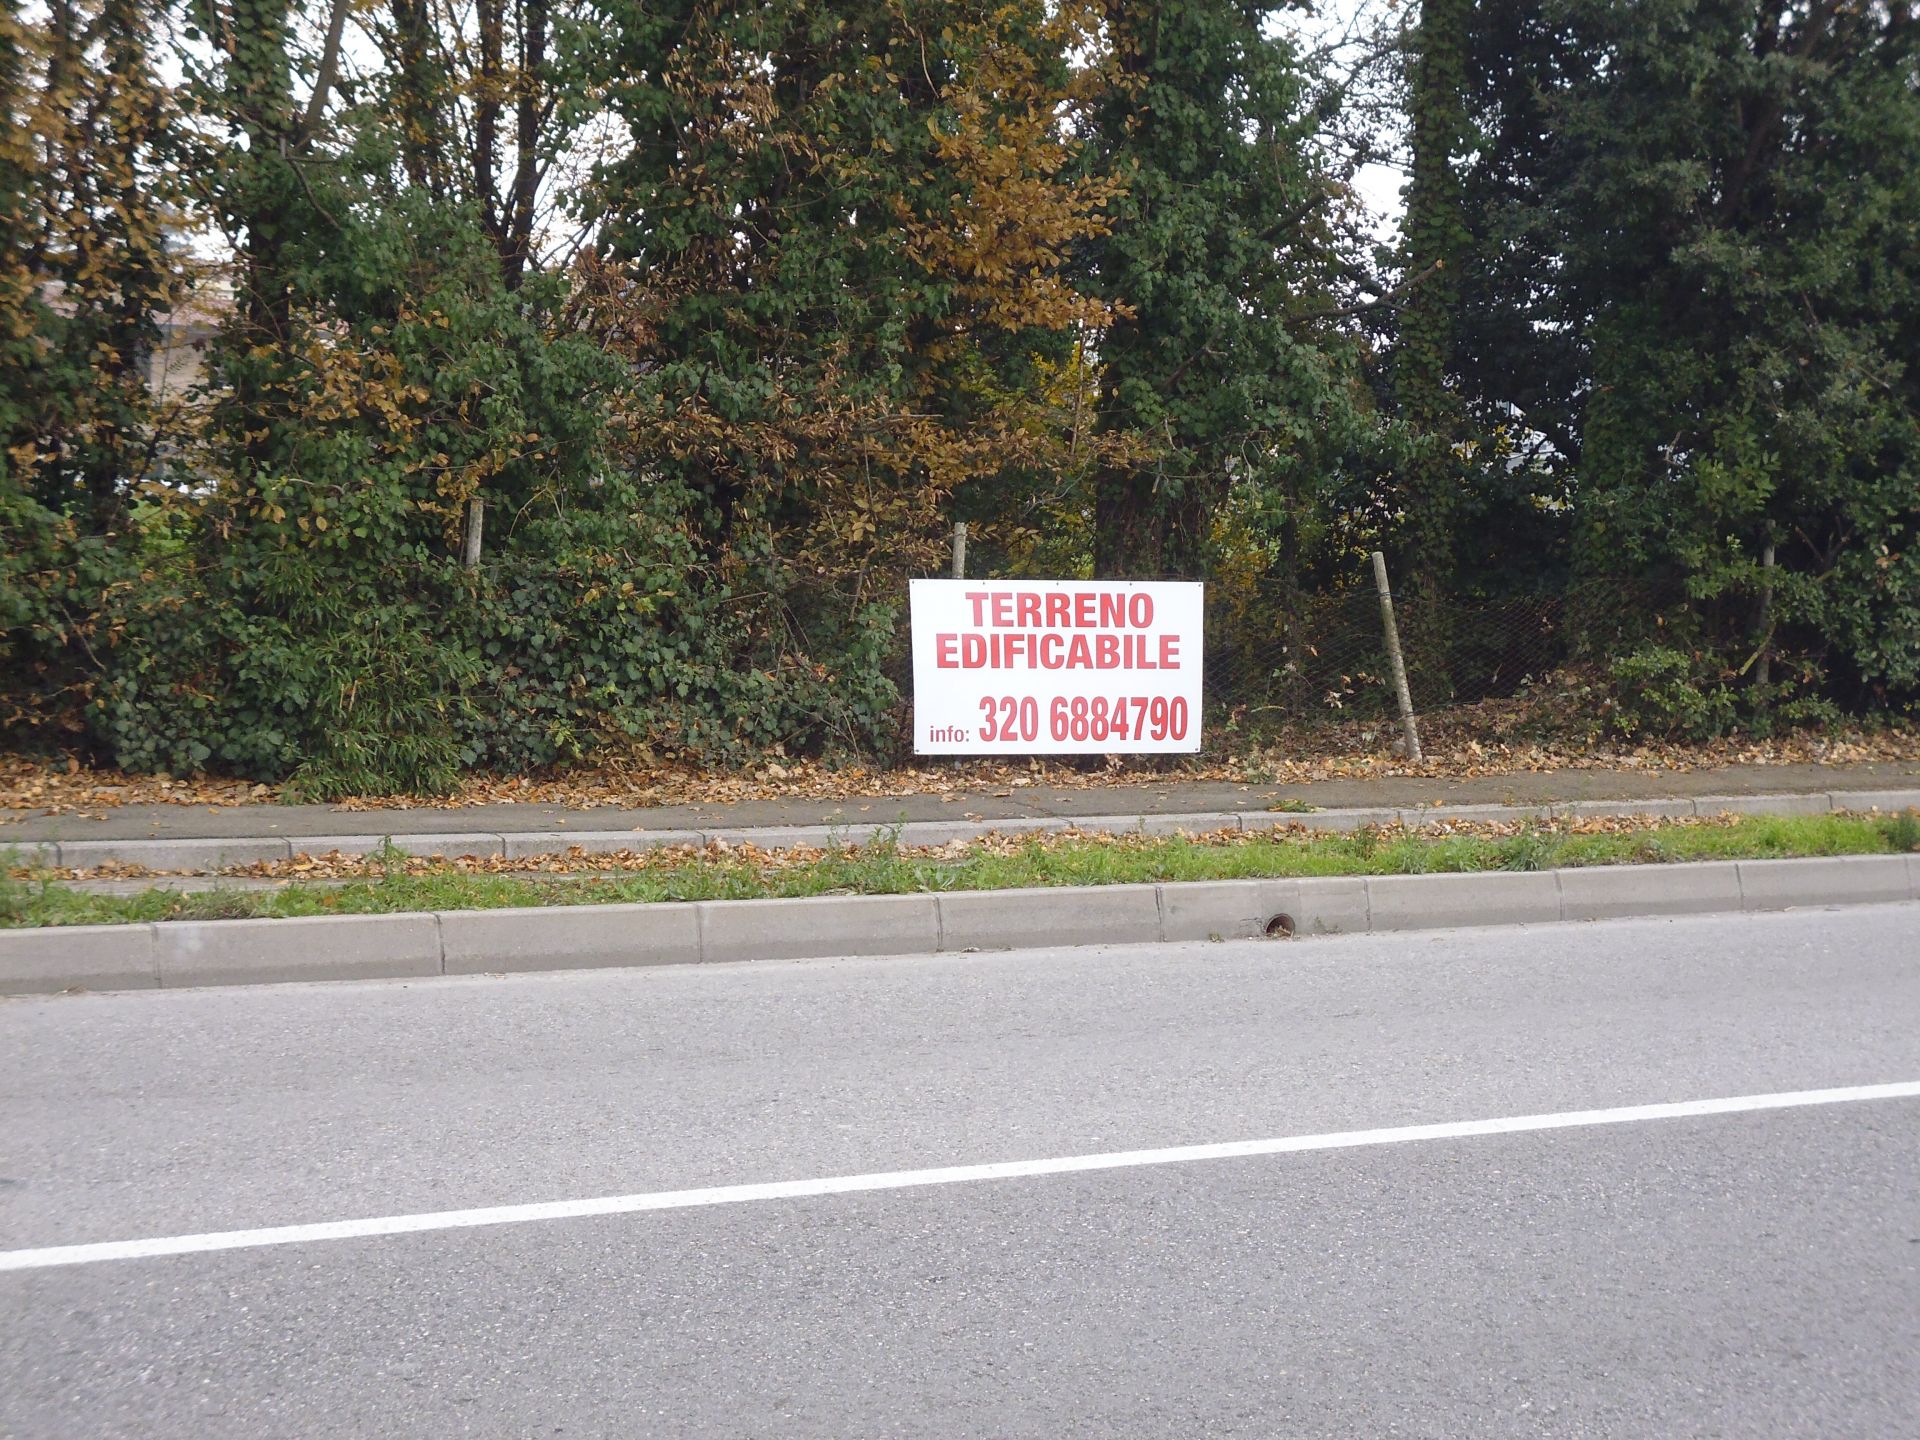 TERRENO
EDIFICABILE
info: 320 6884790